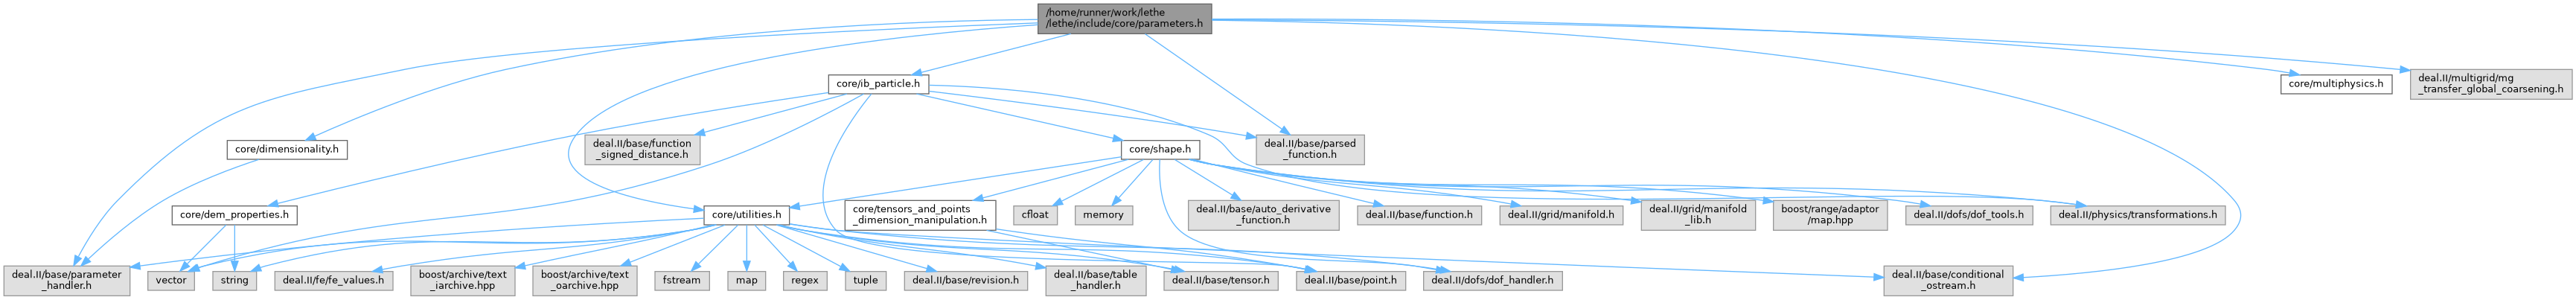 /home/runner/work/lethe
/lethe/include/core/parameters.h
core/ib_particle.h
core/multiphysics.h
deal.II/multigrid/mg
_transfer_global_coarsening.h
core/dimensionality.h
deal.II/base/function
_signed_distance.h
core/shape.h
deal.II/base/parsed
_function.h
core/dem_properties.h
core/utilities.h
core/tensors_and_points
_dimension_manipulation.h
cfloat
memory
deal.II/base/auto_derivative
_function.h
deal.II/base/function.h
deal.II/grid/manifold.h
deal.II/grid/manifold
_lib.h
boost/range/adaptor
/map.hpp
deal.II/dofs/dof_tools.h
deal.II/physics/transformations.h
deal.II/base/parameter
_handler.h
vector
string
deal.II/fe/fe_values.h
boost/archive/text
_iarchive.hpp
boost/archive/text
_oarchive.hpp
fstream
map
regex
tuple
deal.II/base/revision.h
deal.II/base/table
_handler.h
deal.II/base/tensor.h
deal.II/base/point.h
deal.II/dofs/dof_handler.h
deal.II/base/conditional
_ostream.h